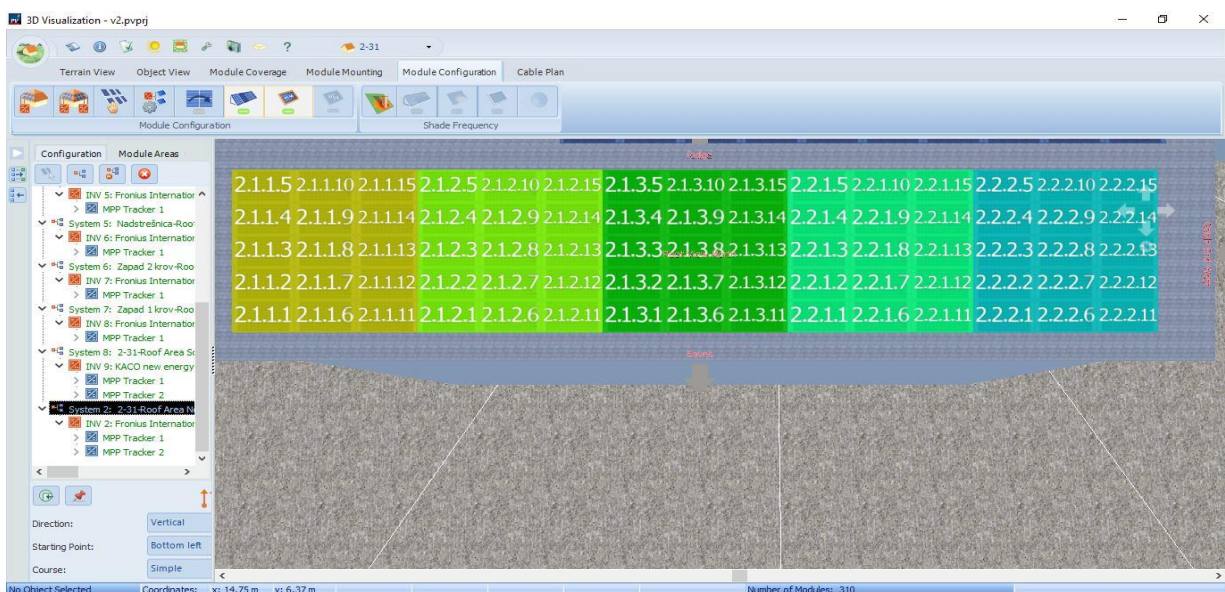 3D Visualization - v2.pvprj
2-31
Terrain View Object View Module Coverage Module Mounting Module Configuration Cable Plan
Module Configuration Shade Frequency
Configuration Module Areas
INV 5: Fronius Internation
MPP Tracker 1
System 5: Nadstrešnica-Roo
INV 6: Fronius Internation
MPP Tracker 1
System 6: Zapad 2 krov-Roo
INV 7: Fronius Internation
MPP Tracker 1
System 7: Zapad 1 krov-Roo
INV 8: Fronius Internation
MPP Tracker 1
System 8: 2-31-Roof Area So
INV 9: KACO new energy
MPP Tracker 1
MPP Tracker 2
System 2: 2-31-Roof Area No
INV 2: Fronius Internation
MPP Tracker 1
MPP Tracker 2
Direction: Vertical
Starting Point: Bottom left
Course: Simple
Ridge
2.1.1.5 2.1.1.10 2.1.1.15 2.1.2.5 2.1.2.10 2.1.2.15 2.1.3.5 2.1.3.10 2.1.3.15 2.2.1.5 2.2.1.10 2.2.1.15 2.2.2.5 2.2.2.10 2.2.2.15
2.1.1.4 2.1.1.9 2.1.1.14 2.1.2.4 2.1.2.9 2.1.2.14 2.1.3.4 2.1.3.9 2.1.3.14 2.2.1.4 2.2.1.9 2.2.1.14 2.2.2.4 2.2.2.9 2.2.2.14
2.1.1.3 2.1.1.8 2.1.1.13 2.1.2.3 2.1.2.8 2.1.2.13 2.1.3.3 2.1.3.8 2.1.3.13 2.2.1.3 2.2.1.8 2.2.1.13 2.2.2.3 2.2.2.8 2.2.2.13
2.1.1.2 2.1.1.7 2.1.1.12 2.1.2.2 2.1.2.7 2.1.2.12 2.1.3.2 2.1.3.7 2.1.3.12 2.2.1.2 2.2.1.7 2.2.1.12 2.2.2.2 2.2.2.7 2.2.2.12
2.1.1.1 2.1.1.6 2.1.1.11 2.1.2.1 2.1.2.6 2.1.2.11 2.1.3.1 2.1.3.6 2.1.3.11 2.2.1.1 2.2.1.6 2.2.1.11 2.2.2.1 2.2.2.6 2.2.2.11
Eaves
No Object Selected Coordinates: x: 14.75 m y: 6.37 m Number of Modules: 310